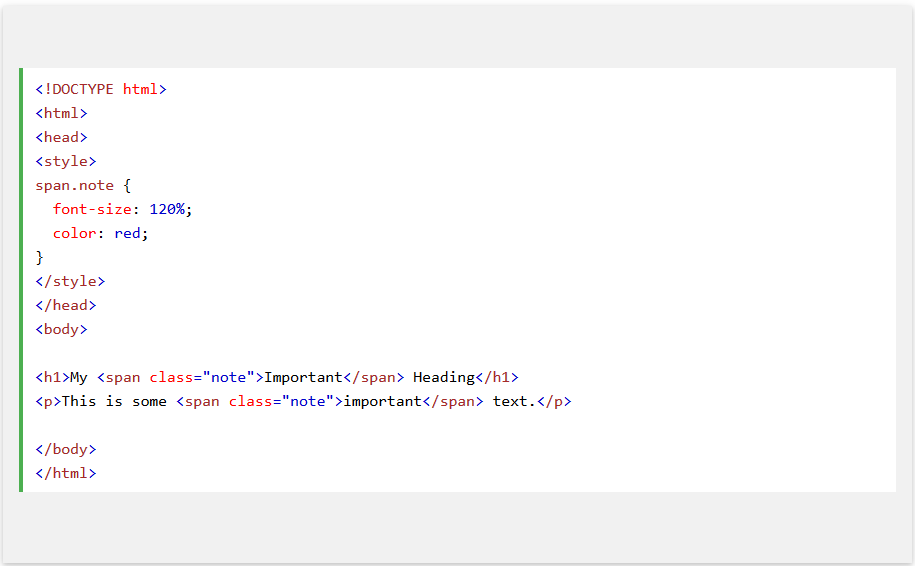 <!DOCTYPE html>
<html>
<head>
<style>
span.note {
  font-size: 120%;
  color: red;
}
</style>
</head>
<body>

<h1>My <span class="note">Important</span> Heading</h1>
<p>This is some <span class="note">important</span> text.</p>

</body>
</html>